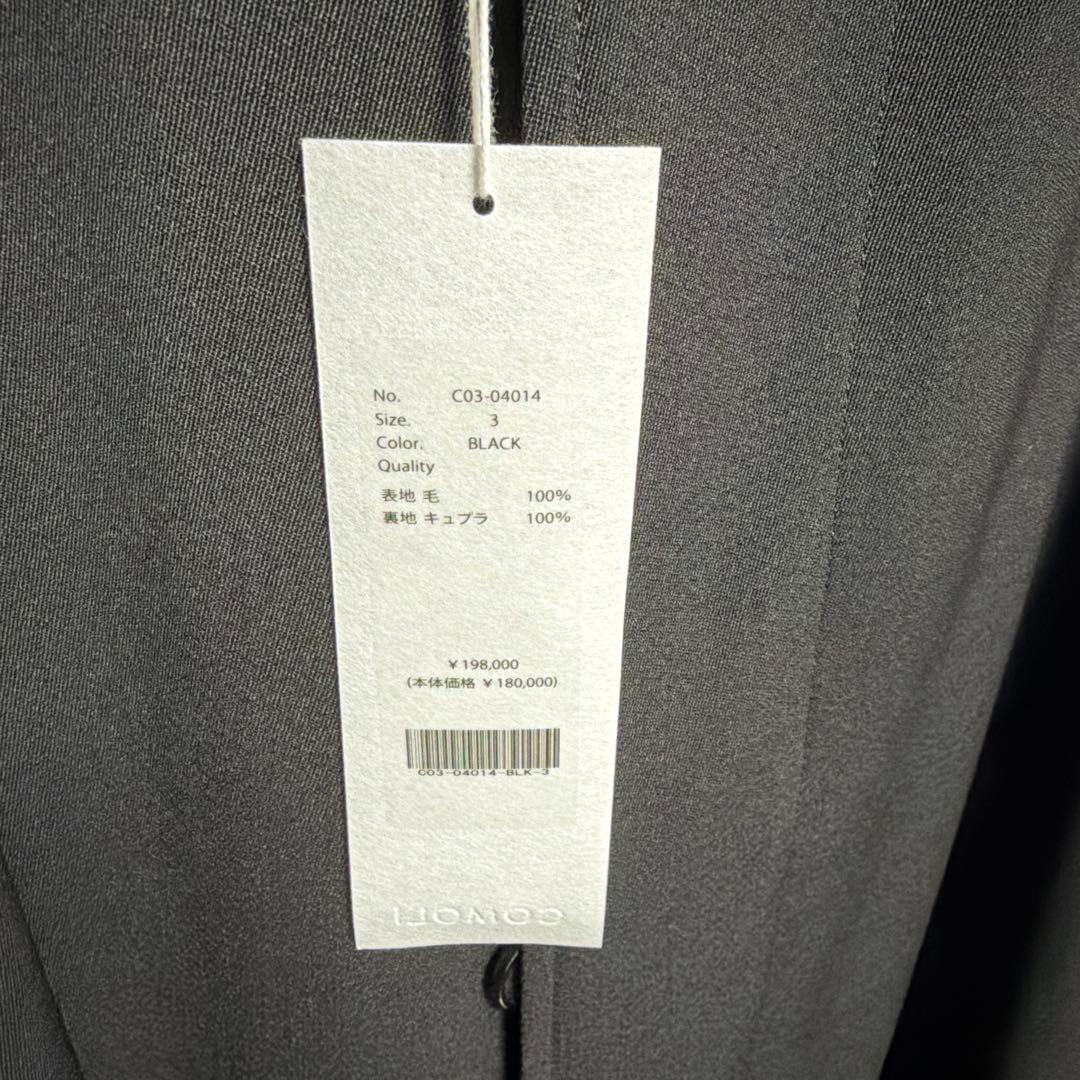 No. C03-04014
Size. 3
Color. BLACK
Quality
表地 毛 100%
裏地 キュプラ 100%
¥198,000
(本体価格 ¥180,000)
C03-04014-BLK-3
COMOLI